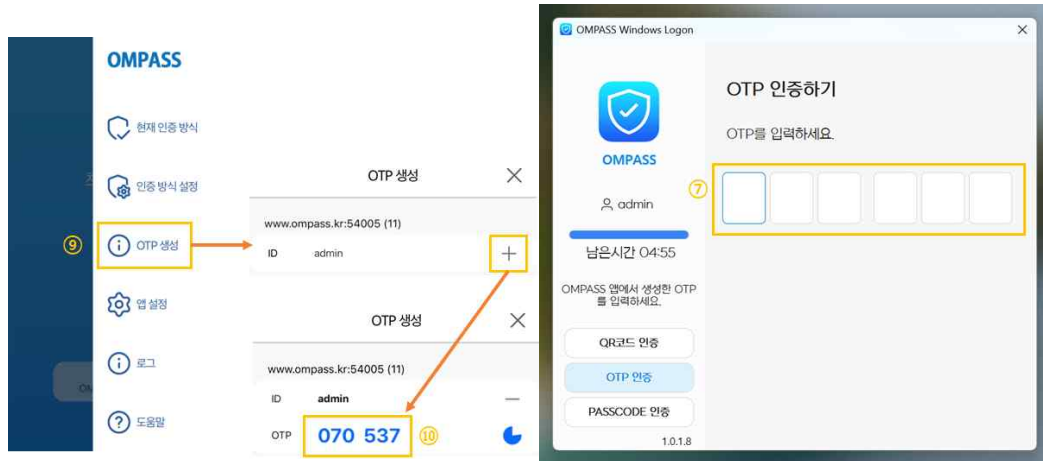 OMPASS
현재 인증 방식
인증 방식 설정
⑨
OTP 생성
앱 설정
로그
도움말
OTP 생성
www.ompass.kr:54005 (11)
ID admin
OTP 생성
www.ompass.kr:54005 (11)
ID admin
OTP 070 537 ⑩
OMPASS Windows Logon
OMPASS
admin
남은시간 04:55
OMPASS 앱에서 생성한 OTP
를 입력하세요.
QR코드 인증
OTP 인증
PASSCODE 인증
1.0.1.8
OTP 인증하기
OTP를 입력하세요.
⑦